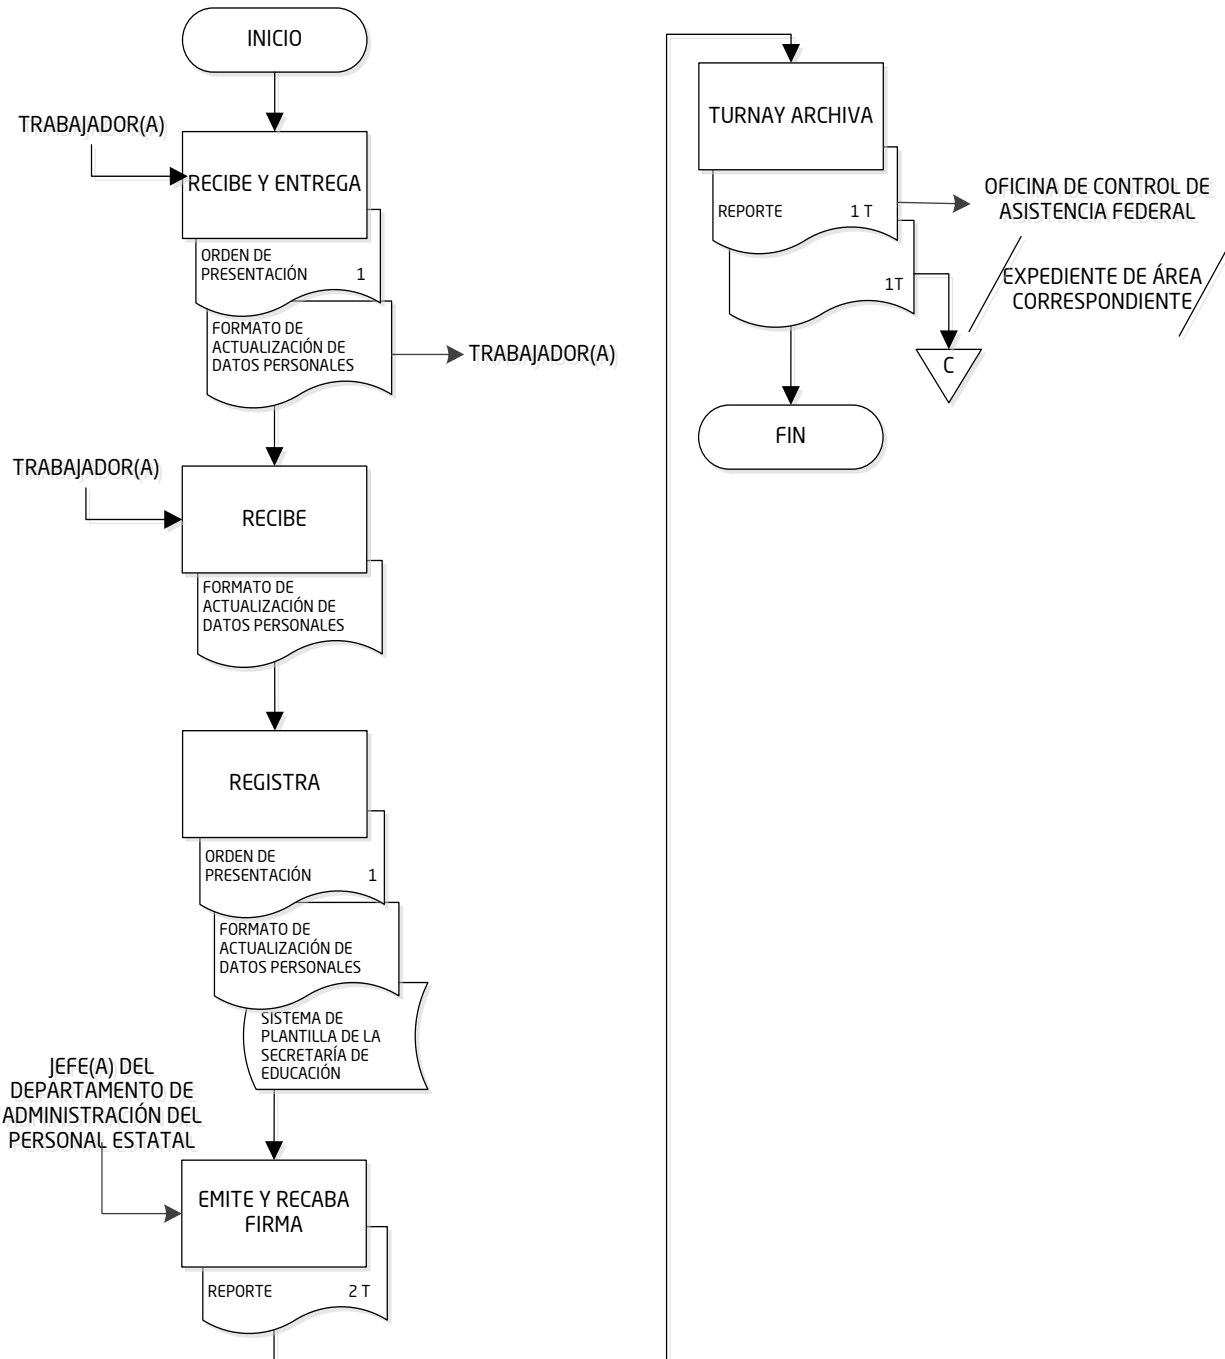 INICIO
TRABAJADOR(A)
RECIBE Y ENTREGA
ORDEN DE
PRESENTACIÓN 1
FORMATO DE
ACTUALIZACIÓN DE
DATOS PERSONALES
TRABAJADOR(A)
TRABAJADOR(A)
RECIBE
FORMATO DE
ACTUALIZACIÓN DE
DATOS PERSONALES
REGISTRA
ORDEN DE
PRESENTACIÓN 1
FORMATO DE
ACTUALIZACIÓN DE
DATOS PERSONALES
SISTEMA DE
PLANTILLA DE LA
SECRETARÍA DE
EDUCACIÓN
JEFE(A) DEL
DEPARTAMENTO DE
ADMINISTRACIÓN DEL
PERSONAL ESTATAL
EMITE Y RECABA
FIRMA
REPORTE 2 T
TURNAY ARCHIVA
REPORTE 1 T
OFICINA DE CONTROL DE
ASISTENCIA FEDERAL
1T
EXPEDIENTE DE ÁREA
CORRESPONDIENTE
C
FIN